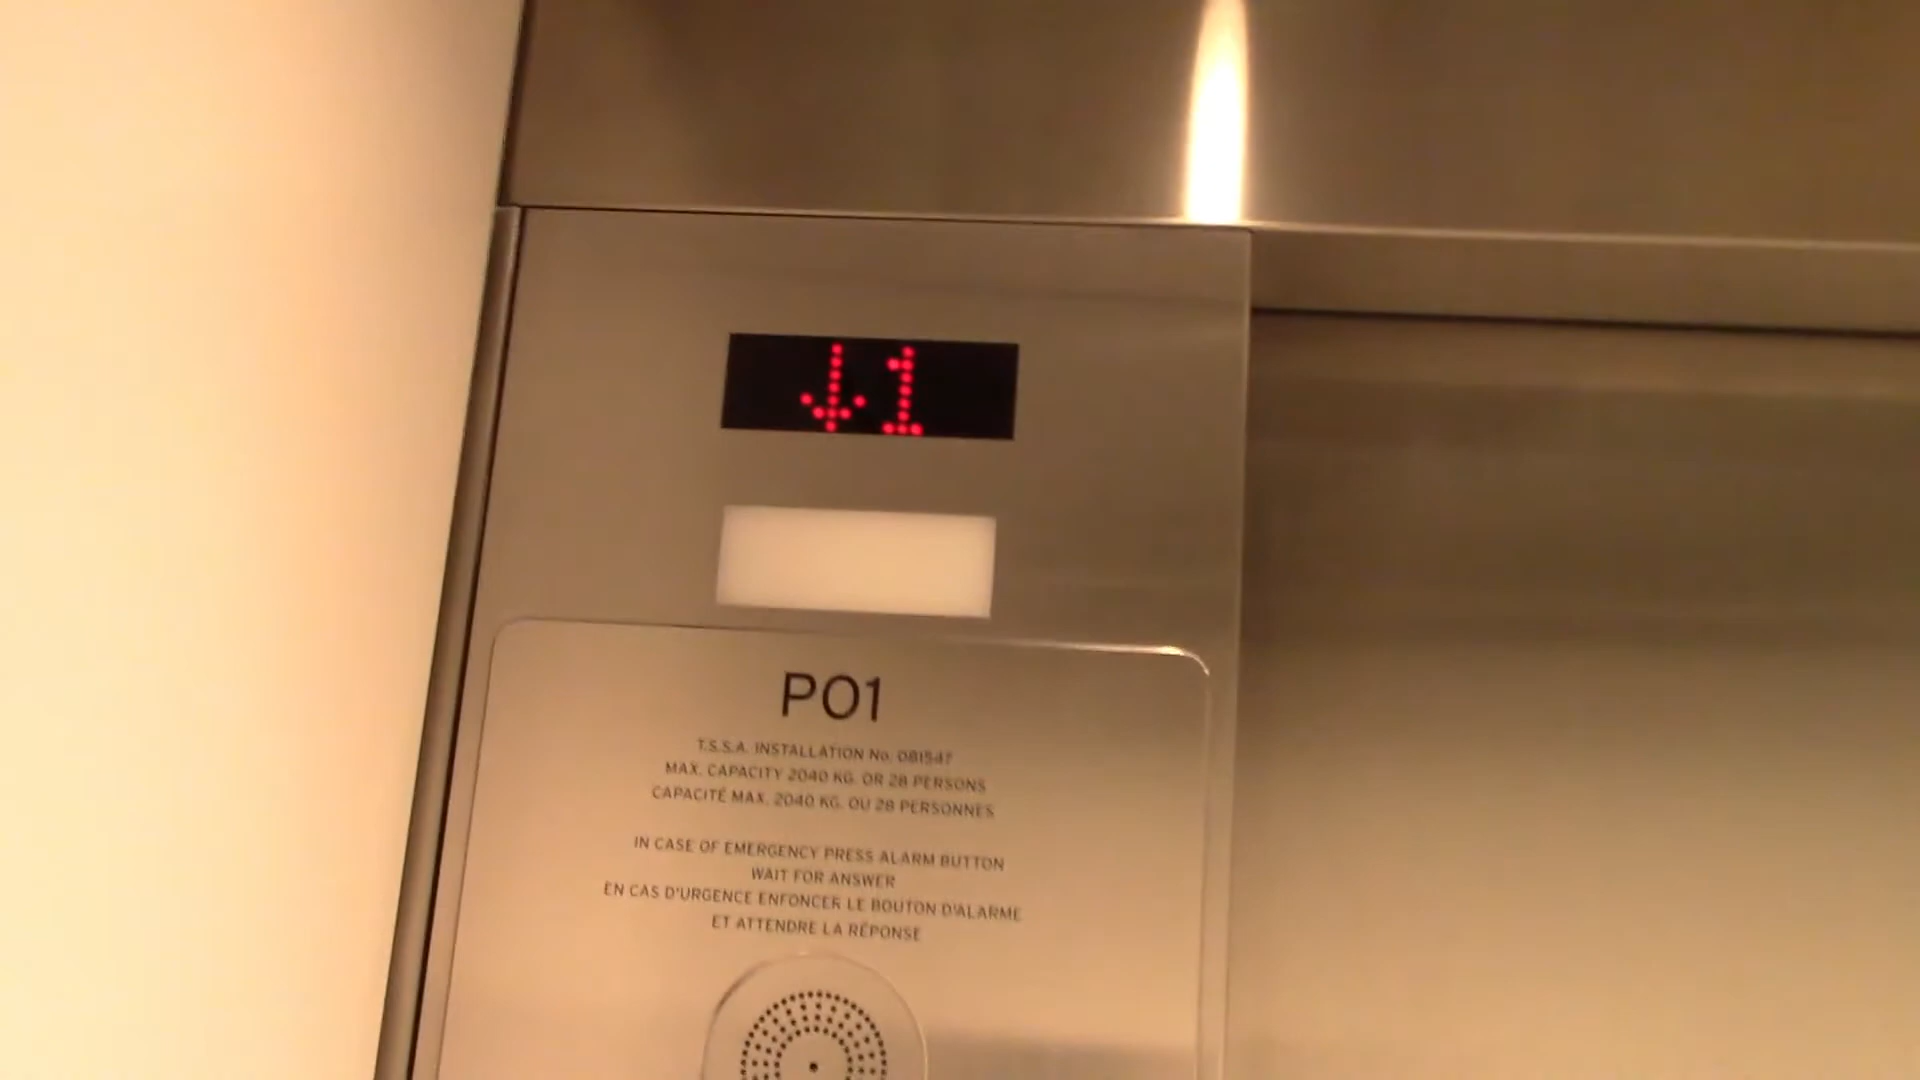 ↓1
PO1
T.S.S.A. INSTALLATION No. 081547
MAX. CAPACITY 2040 KG. OR 28 PERSONS
CAPACITÉ MAX. 2040 KG. OU 28 PERSONNES
IN CASE OF EMERGENCY PRESS ALARM BUTTON
WAIT FOR ANSWER
EN CAS D'URGENCE ENFONCER LE BOUTON D'ALARME
ET ATTENDRE LA RÉPONSE